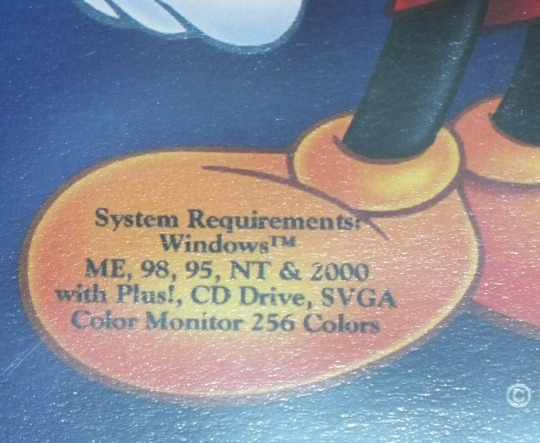 System Requirements:
Windows™
ME, 98, 95, NT & 2000
with Plus!, CD Drive, SVGA
Color Monitor 256 Colors
©